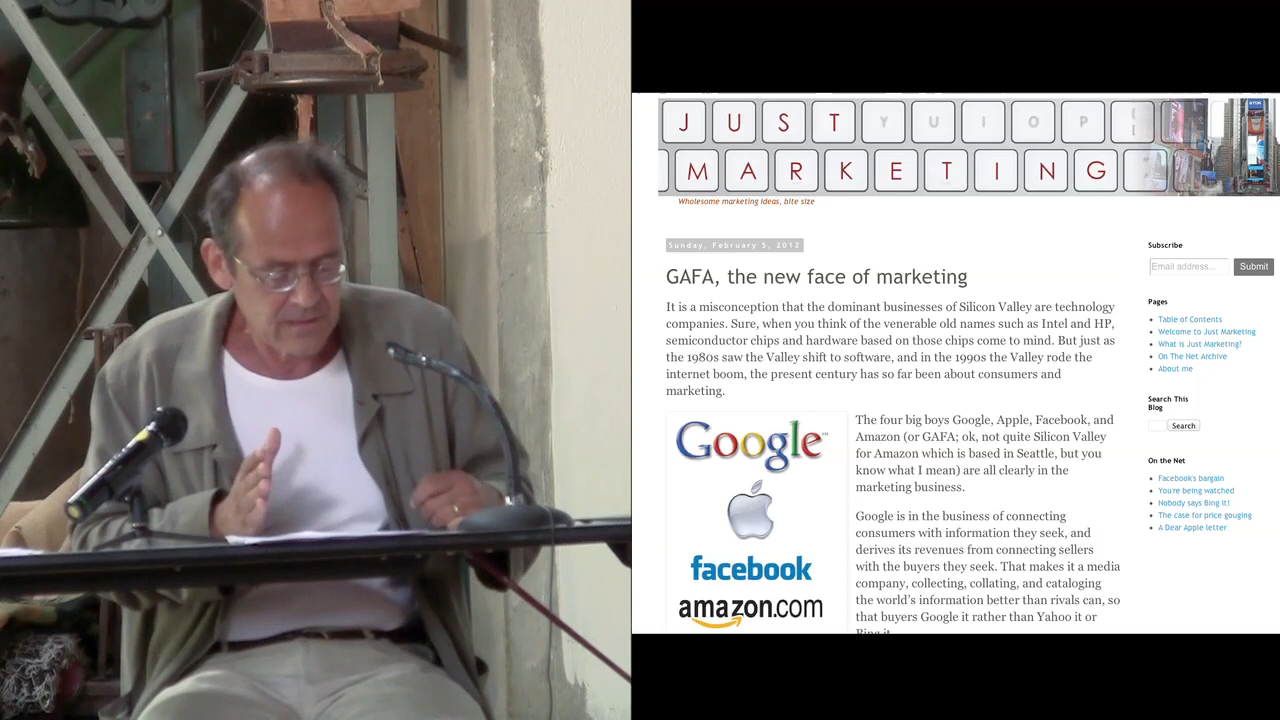 J U S T Y U I O P
M A R K E T I N G
Wholesome marketing ideas, bite size
Sunday, February 5, 2012
GAFA, the new face of marketing
It is a misconception that the dominant businesses of Silicon Valley are technology
companies. Sure, when you think of the venerable old names such as Intel and HP,
semiconductor chips and hardware based on those chips come to mind. But just as
the 1980s saw the Valley shift to software, and in the 1990s the Valley rode the
internet boom, the present century has so far been about consumers and
marketing.
Google™
facebook
amazon.com
The four big boys Google, Apple, Facebook, and
Amazon (or GAFA; ok, not quite Silicon Valley
for Amazon which is based in Seattle, but you
know what I mean) are all clearly in the
marketing business.
Google is in the business of connecting
consumers with information they seek, and
derives its revenues from connecting sellers
with the buyers they seek. That makes it a media
company, collecting, collating, and cataloging
the world's information better than rivals can, so
that buyers Google it rather than Yahoo it or
Bing it.
Subscribe
Email address... Submit
Pages
Table of Contents
Welcome to Just Marketing
What is Just Marketing?
On The Net Archive
About me
Search This
Blog
Search
On the Net
Facebook's bargain
You're being watched
Nobody says Bing it!
The case for price gouging
A Dear Apple letter